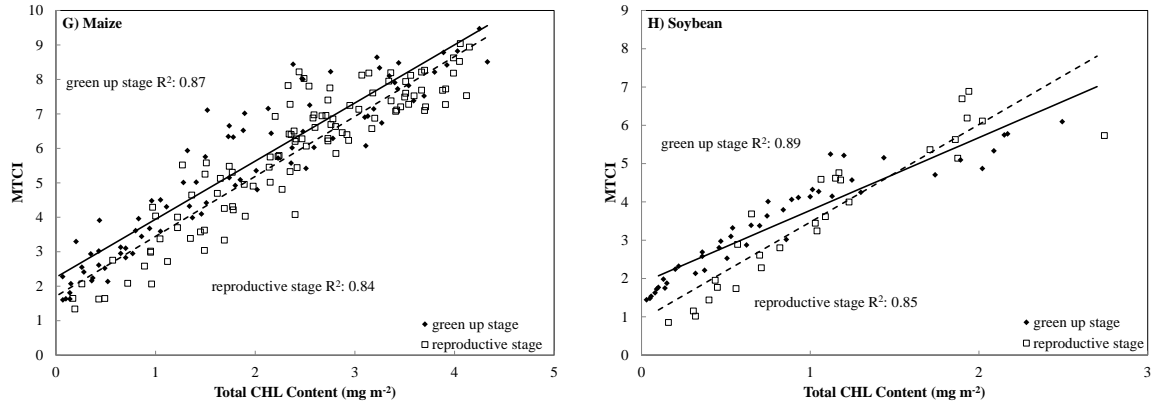 G) Maize
10
9
8
7
6
5
4
3
2
1
0
MTCI
green up stage R²: 0.87
reproductive stage R²: 0.84
green up stage
reproductive stage
0 1 2 3 4 5
Total CHL Content (mg m⁻²)
H) Soybean
9
8
7
6
5
4
3
2
1
0
MTCI
green up stage R²: 0.89
reproductive stage R²: 0.85
green up stage
reproductive stage
0 1 2 3
Total CHL Content (mg m⁻²)